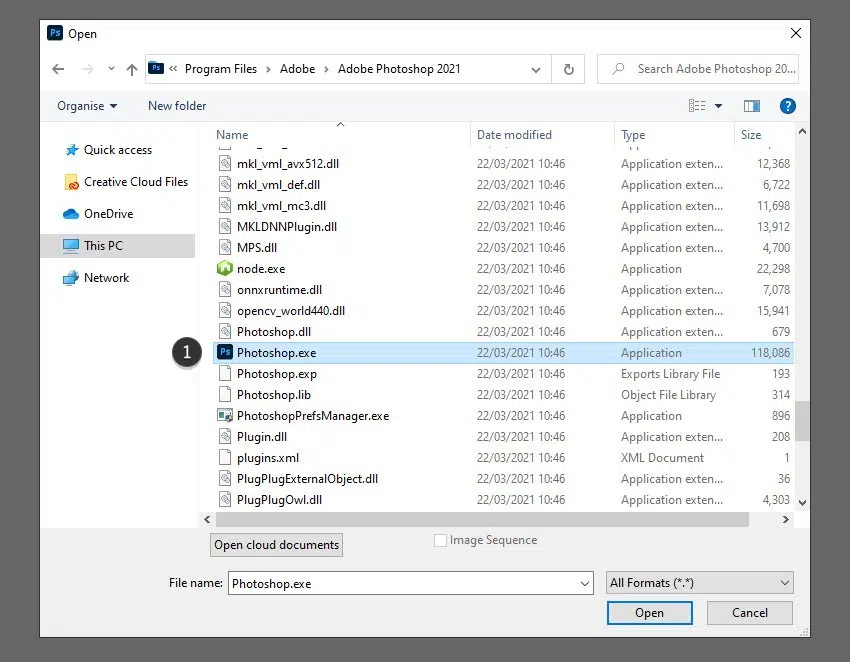 Ps Open
Ps « Program Files › Adobe › Adobe Photoshop 2021 Search Adobe Photoshop 20...
Organise New folder ?
Name Date modified Type Size
Quick access
Creative Cloud Files
OneDrive
This PC
Network
mkl_vml_avx512.dll 22/03/2021 10:46 Application exten... 12,368
mkl_vml_def.dll 22/03/2021 10:46 Application exten... 6,722
mkl_vml_mc3.dll 22/03/2021 10:46 Application exten... 11,698
MKLDNNPlugin.dll 22/03/2021 10:46 Application exten... 13,912
MPS.dll 22/03/2021 10:46 Application exten... 4,700
node.exe 22/03/2021 10:46 Application 22,298
onnxruntime.dll 22/03/2021 10:46 Application exten... 7,078
opencv_world440.dll 22/03/2021 10:46 Application exten... 15,941
Photoshop.dll 22/03/2021 10:46 Application exten... 679
1 Ps Photoshop.exe 22/03/2021 10:46 Application 118,086
Photoshop.exp 22/03/2021 10:46 Exports Library File 193
Photoshop.lib 22/03/2021 10:46 Object File Library 314
PhotoshopPrefsManager.exe 22/03/2021 10:46 Application 896
Plugin.dll 22/03/2021 10:46 Application exten... 208
plugins.xml 22/03/2021 10:46 XML Document 1
PlugPlugExternalObject.dll 22/03/2021 10:46 Application exten... 36
PlugPlugOwl.dll 22/03/2021 10:46 Application exten... 4,303
Open cloud documents Image Sequence
File name: Photoshop.exe All Formats (*.*)
Open Cancel